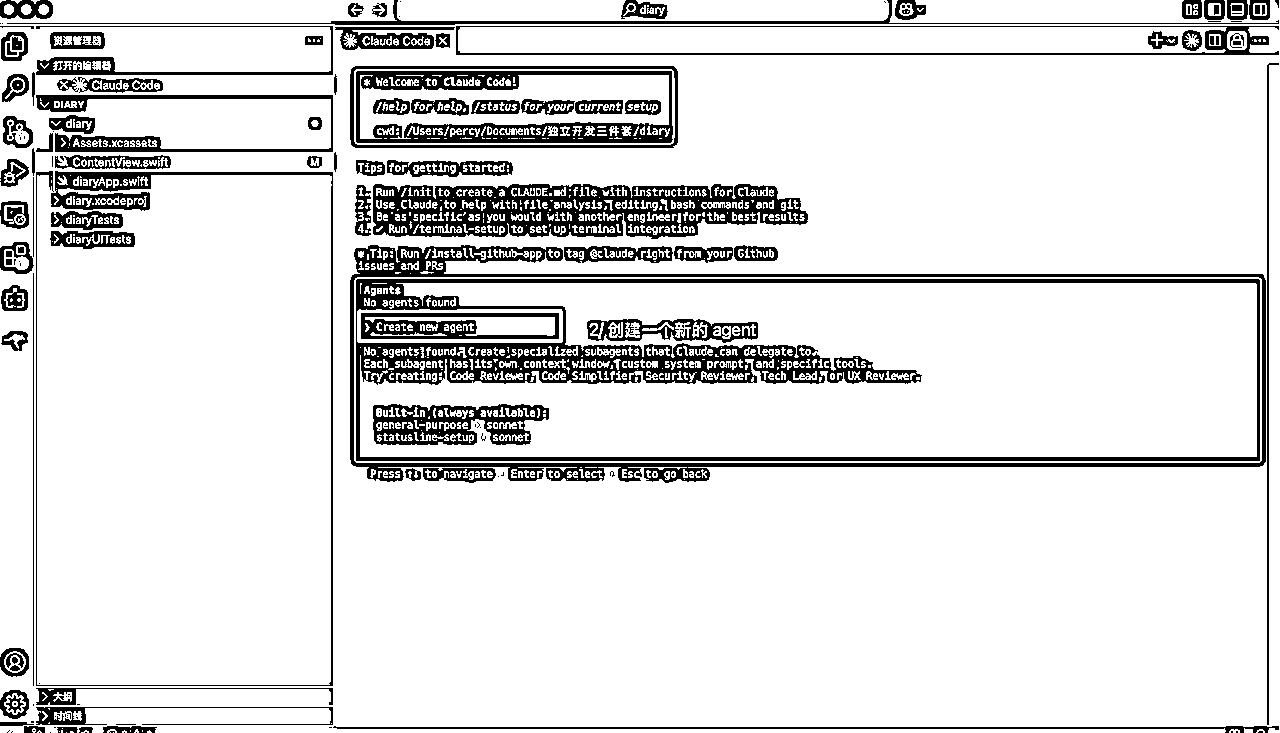 diary
资源管理器
Claude Code
打开的编辑器
Claude Code
DIARY
diary
Assets.xcassets
ContentView.swift
M
diaryApp.swift
diary.xcodeproj
diaryTests
diaryUITests
大纲
时间线
* Welcome to Claude Code!
/help for help, /status for your current setup
cwd: /Users/percy/Documents/独立开发三件套/diary
Tips for getting started:
1. Run /init to create a CLAUDE.md file with instructions for Claude
2. Use Claude to help with file analysis, editing, bash commands and git
3. Be as specific as you would with another engineer for the best results
4. ✔ Run /terminal-setup to set up terminal integration
※ Tip: Run /install-github-app to tag @claude right from your Github
issues and PRs
Agents
No agents found
❯ Create new agent
2/ 创建一个新的 agent
No agents found. Create specialized subagents that Claude can delegate to.
Each subagent has its own context window, custom system prompt, and specific tools.
Try creating: Code Reviewer, Code Simplifier, Security Reviewer, Tech Lead, or UX Reviewer.
Built-in (always available):
general-purpose · sonnet
statusline-setup · sonnet
Press ↑↓ to navigate · Enter to select · Esc to go back